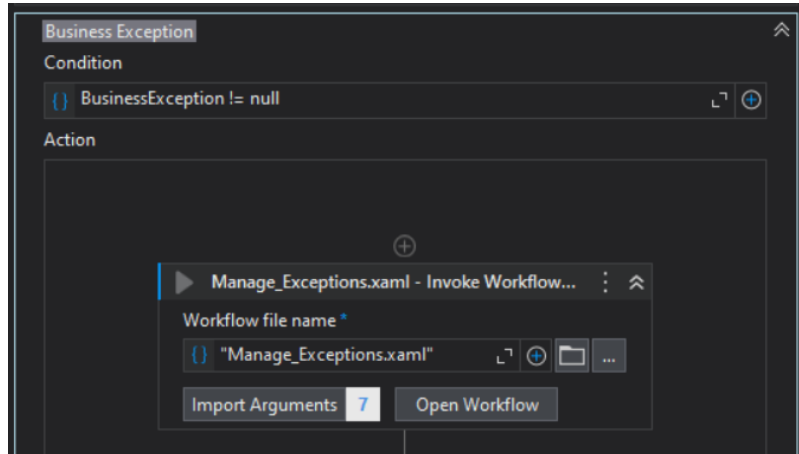 Business Exception
Condition
{} BusinessException != null
Action
Manage_Exceptions.xaml - Invoke Workflow...
Workflow file name *
{} "Manage_Exceptions.xaml" ...
Import Arguments 7 Open Workflow